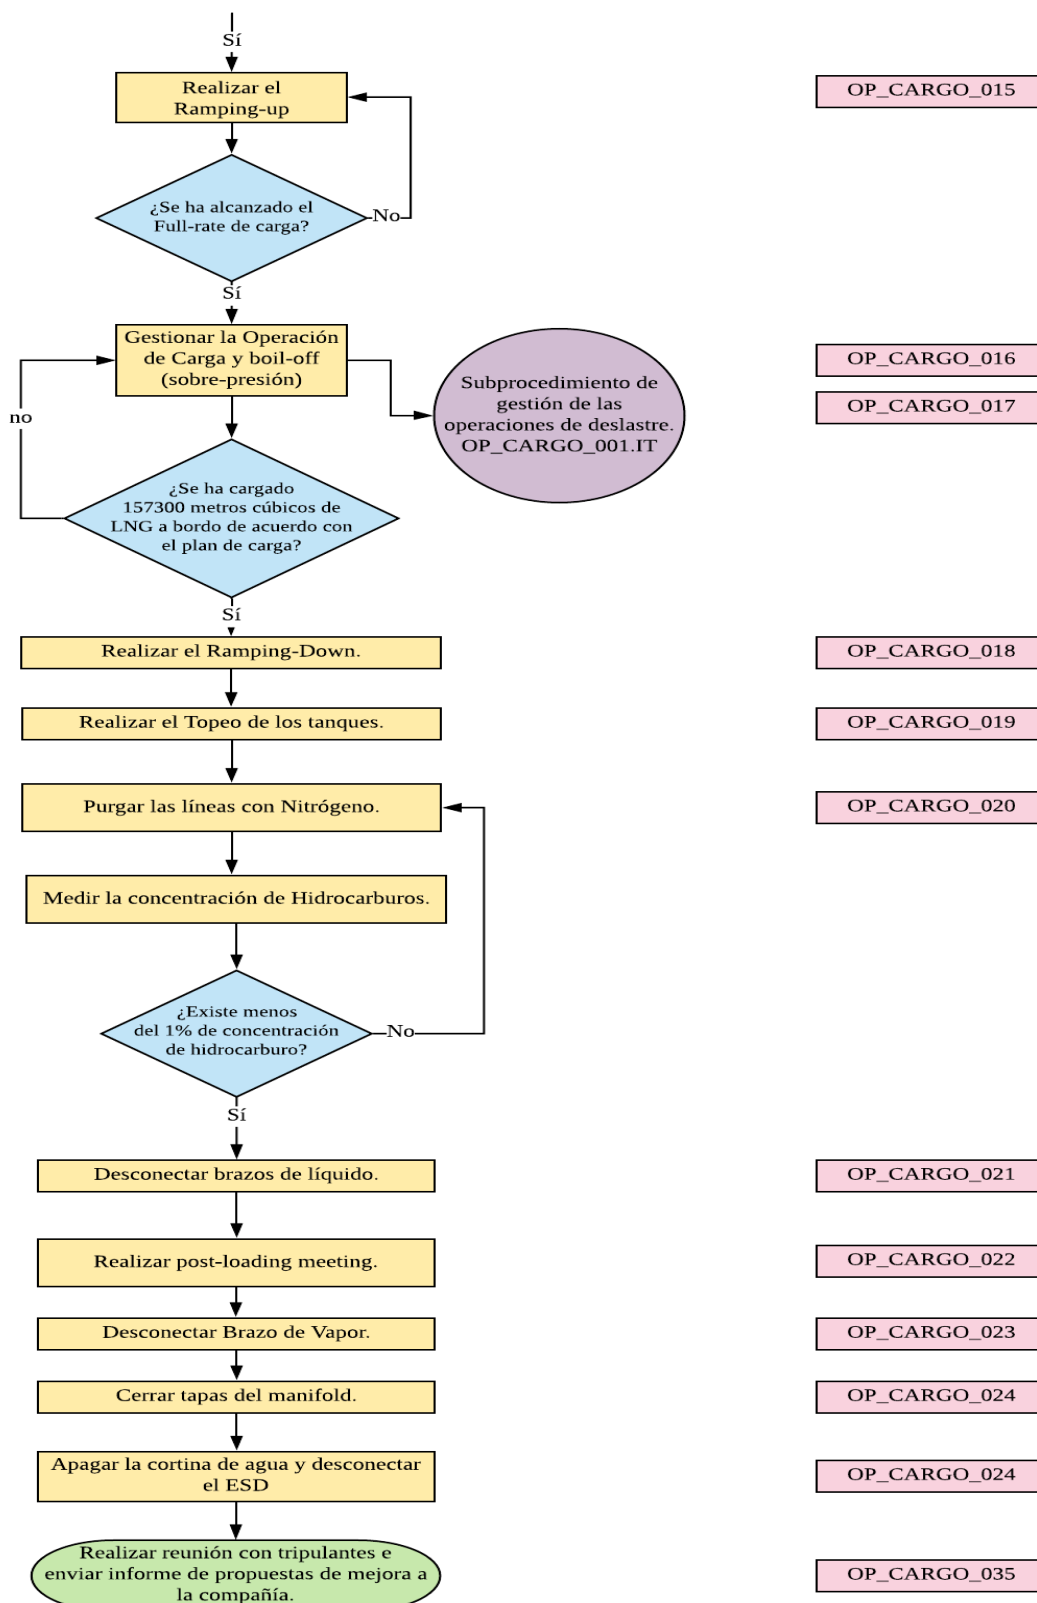 Sí
Realizar el
Ramping-up
OP_CARGO_015
¿Se ha alcanzado el
Full-rate de carga?
No
Sí
Gestionar la Operación
de Carga y boil-off
(sobre-presión)
Subprocedimiento de
gestión de las
operaciones de deslastre.
OP_CARGO_001.IT
OP_CARGO_016
OP_CARGO_017
no
¿Se ha cargado
157300 metros cúbicos de
LNG a bordo de acuerdo con
el plan de carga?
Sí
Realizar el Ramping-Down.
OP_CARGO_018
Realizar el Topeo de los tanques.
OP_CARGO_019
Purgar las líneas con Nitrógeno.
OP_CARGO_020
Medir la concentración de Hidrocarburos.
¿Existe menos
del 1% de concentración
de hidrocarburo?
No
Sí
Desconectar brazos de líquido.
OP_CARGO_021
Realizar post-loading meeting.
OP_CARGO_022
Desconectar Brazo de Vapor.
OP_CARGO_023
Cerrar tapas del manifold.
OP_CARGO_024
Apagar la cortina de agua y desconectar
el ESD
OP_CARGO_024
Realizar reunión con tripulantes e
enviar informe de propuestas de mejora a
la compañía.
OP_CARGO_035